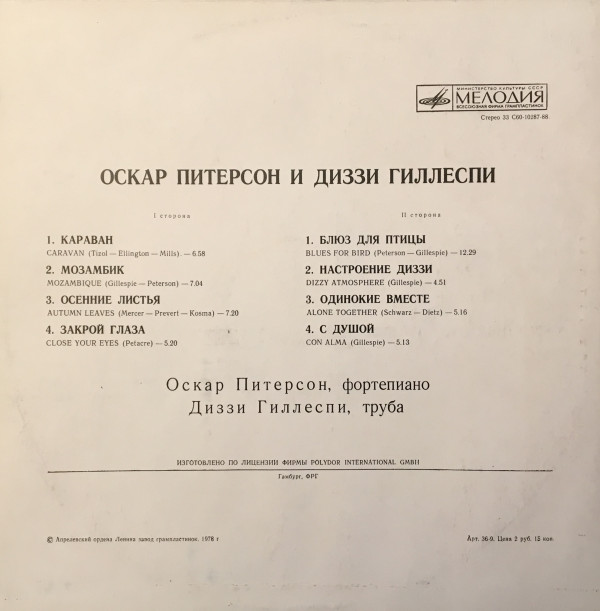 МИНИСТЕРСТВО КУЛЬТУРЫ СССР
МЕЛОДИЯ
ВСЕСОЮЗНАЯ ФИРМА ГРАМПЛАСТИНОК
Стерео 33 С60-10287-88
ОСКАР ПИТЕРСОН И ДИЗЗИ ГИЛЛЕСПИ
I сторона
1. КАРАВАН
CARAVAN (Tizol — Ellington — Mills). — 6.58
2. МОЗАМБИК
MOZAMBIQUE (Gillespie — Peterson) — 7.04
3. ОСЕННИЕ ЛИСТЬЯ
AUTUMN LEAVES (Mercer — Prevert — Kosma) — 7.20
4. ЗАКРОЙ ГЛАЗА
CLOSE YOUR EYES (Petacre) — 5.20
II сторона
1. БЛЮЗ ДЛЯ ПТИЦЫ
BLUES FOR BIRD (Peterson — Gillespie) — 12.29
2. НАСТРОЕНИЕ ДИЗЗИ
DIZZY ATMOSPHERE (Gillespie) — 4.51
3. ОДИНОКИЕ ВМЕСТЕ
ALONE TOGETHER (Schwarz — Dietz) — 5.16
4. С ДУШОЙ
CON ALMA (Gillespie) — 5.13
Оскар Питерсон, фортепиано
Диззи Гиллеспи, труба
ИЗГОТОВЛЕНО ПО ЛИЦЕНЗИИ ФИРМЫ POLYDOR INTERNATIONAL GMBH
Гамбург, ФРГ
© Апрелевский ордена Ленина завод грампластинок. 1978 г
Арт. 36-9. Цена 2 руб. 15 коп.